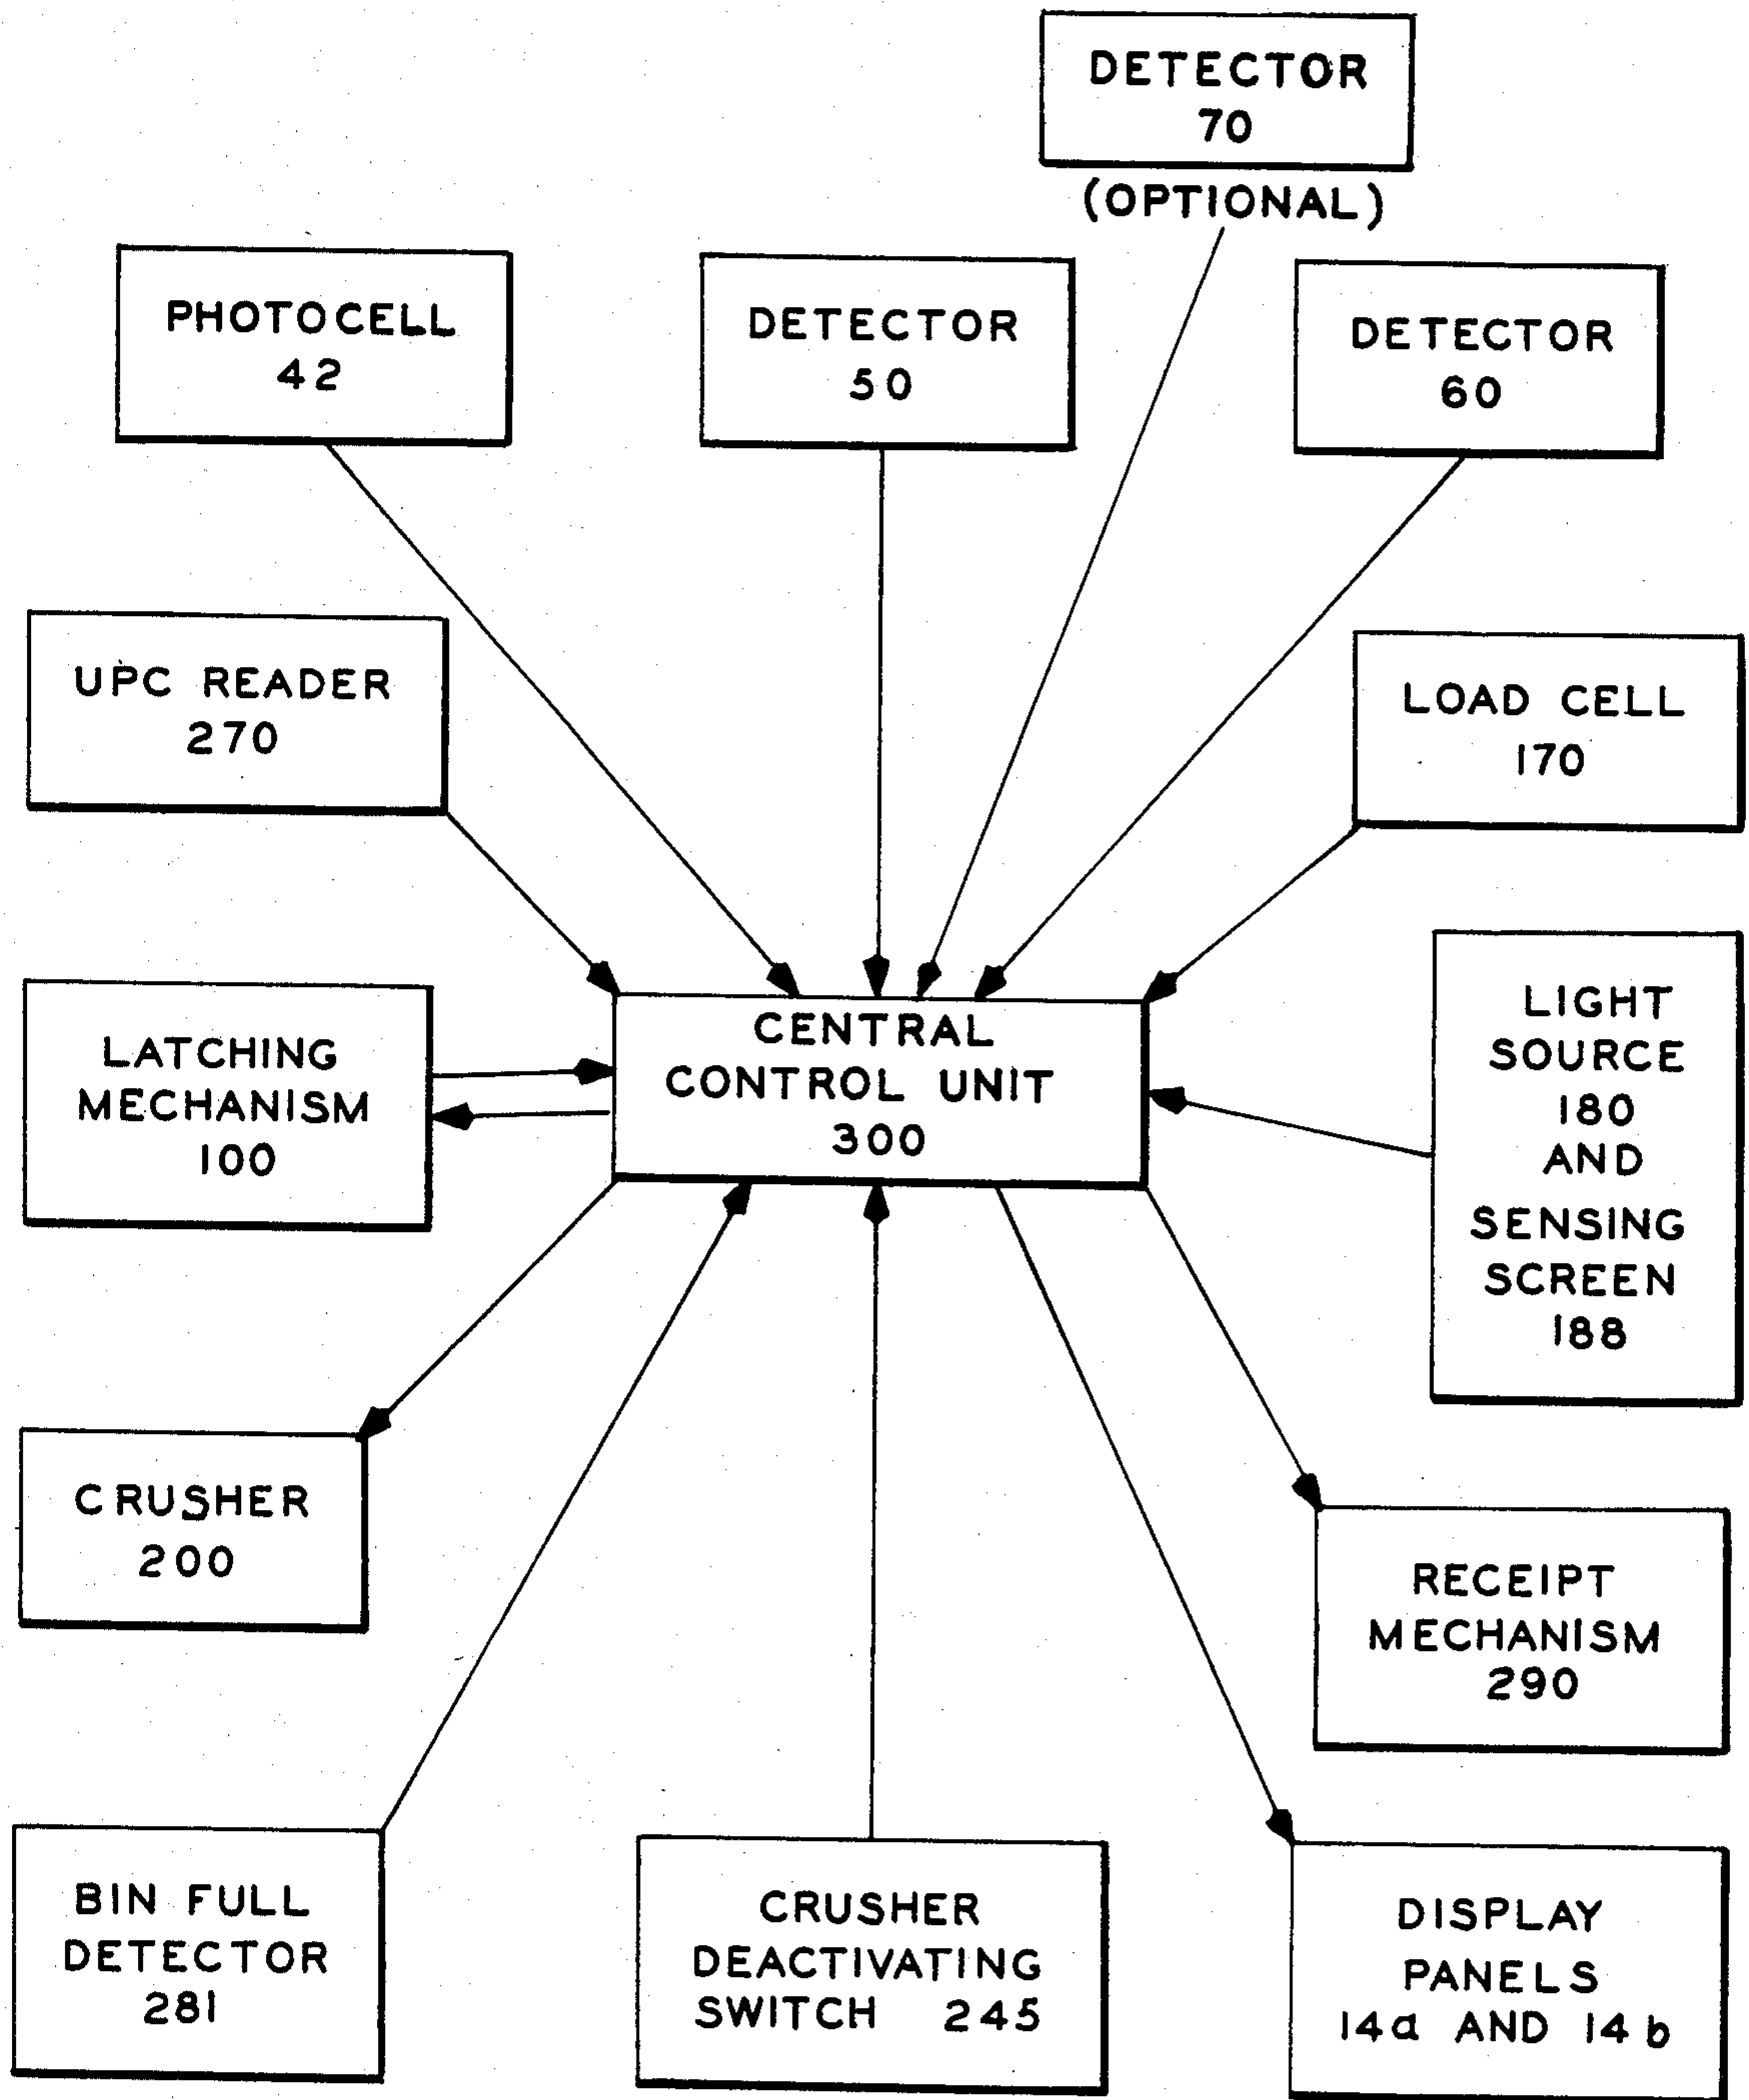 DETECTOR
70
(OPTIONAL)
PHOTOCELL
42
DETECTOR
50
DETECTOR
60
UPC READER
270
LOAD CELL
170
LATCHING
MECHANISM
100
CENTRAL
CONTROL UNIT
300
LIGHT
SOURCE
180
AND
SENSING
SCREEN
188
CRUSHER
200
RECEIPT
MECHANISM
290
BIN FULL
DETECTOR
281
CRUSHER
DEACTIVATING
SWITCH 245
DISPLAY
PANELS
14a AND 14b